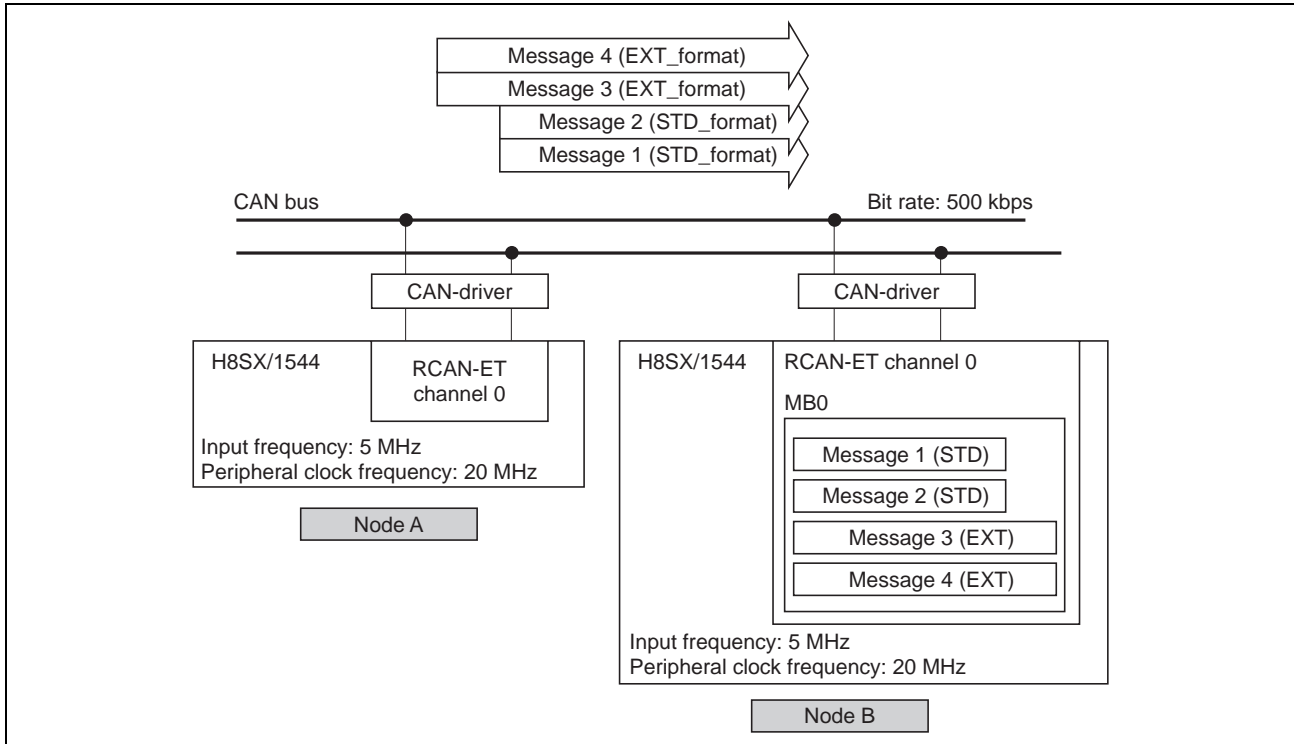 Message 4 (EXT_format)
Message 3 (EXT_format)
Message 2 (STD_format)
Message 1 (STD_format)
CAN bus
Bit rate: 500 kbps
CAN-driver
CAN-driver
H8SX/1544
RCAN-ET
channel 0
Input frequency: 5 MHz
Peripheral clock frequency: 20 MHz
Node A
H8SX/1544
RCAN-ET channel 0
MB0
Message 1 (STD)
Message 2 (STD)
Message 3 (EXT)
Message 4 (EXT)
Input frequency: 5 MHz
Peripheral clock frequency: 20 MHz
Node B